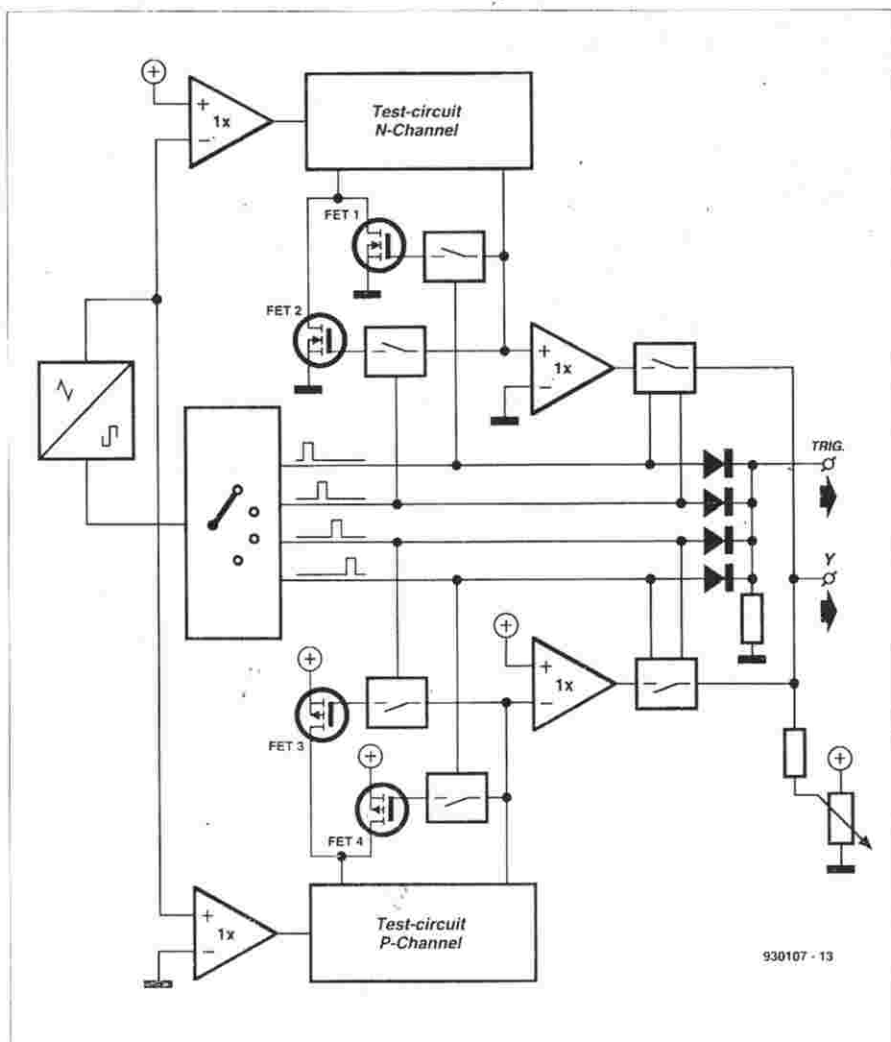 +
+
1x
−
Test-circuit
N-Channel
FET 1
FET 2
+
1x
−
TRIG.
Y
+
+
1x
−
FET 3
+
FET 4
+
+
1x
−
Test-circuit
P-Channel
930107 - 13